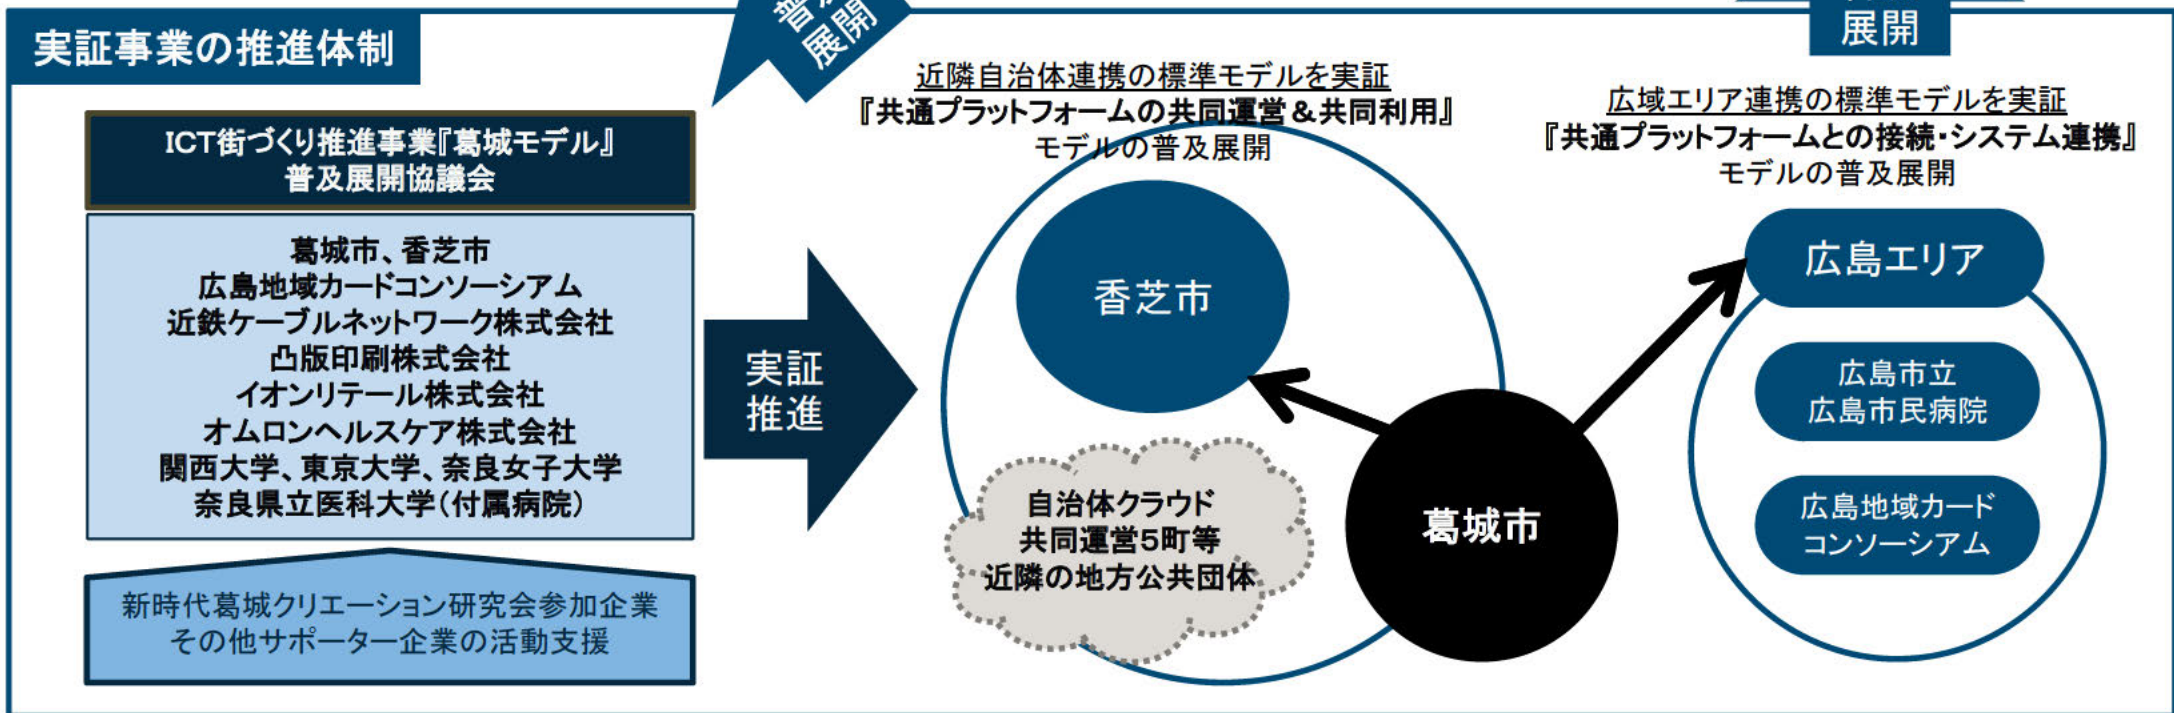 普及
展開
展開
実証事業の推進体制
ICT街づくり推進事業『葛城モデル』
普及展開協議会
葛城市、香芝市
広島地域カードコンソーシアム
近鉄ケーブルネットワーク株式会社
凸版印刷株式会社
イオンリテール株式会社
オムロンヘルスケア株式会社
関西大学、東京大学、奈良女子大学
奈良県立医科大学(付属病院)
新時代葛城クリエーション研究会参加企業
その他サポーター企業の活動支援
実証
推進
近隣自治体連携の標準モデルを実証
『共通プラットフォームの共同運営&共同利用』
モデルの普及展開
香芝市
自治体クラウド
共同運営5町等
近隣の地方公共団体
葛城市
広域エリア連携の標準モデルを実証
『共通プラットフォームとの接続・システム連携』
モデルの普及展開
広島エリア
広島市立
広島市民病院
広島地域カード
コンソーシアム